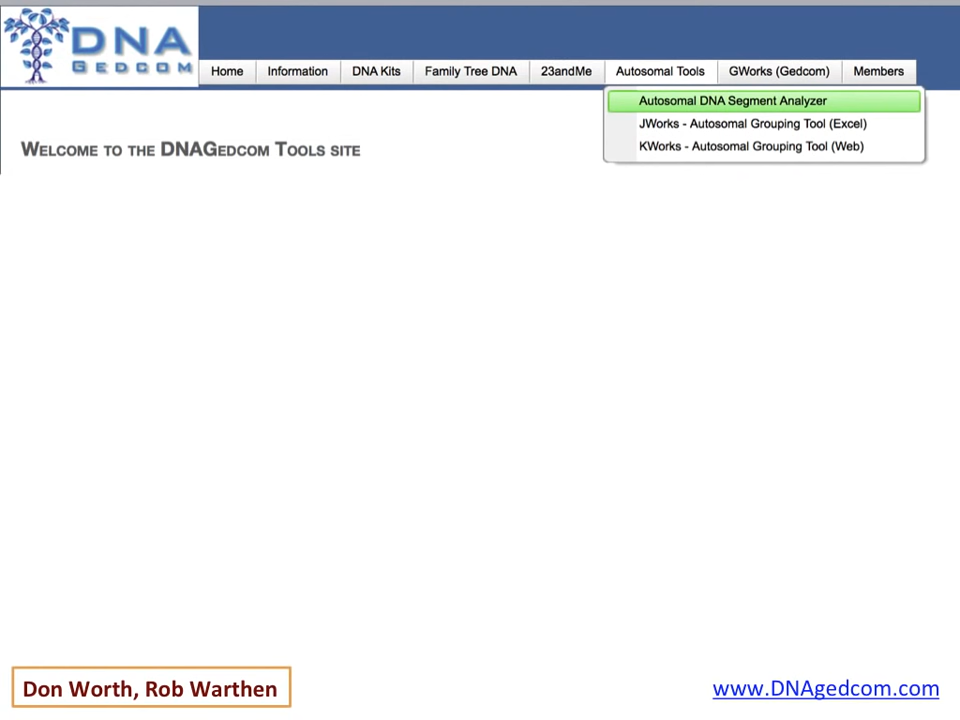 DNA
GEDCOM
Home Information DNA Kits Family Tree DNA 23andMe Autosomal Tools GWorks (Gedcom) Members
Autosomal DNA Segment Analyzer
JWorks - Autosomal Grouping Tool (Excel)
KWorks - Autosomal Grouping Tool (Web)
WELCOME TO THE DNAGEDCOM TOOLS SITE
Don Worth, Rob Warthen
www.DNAgedcom.com